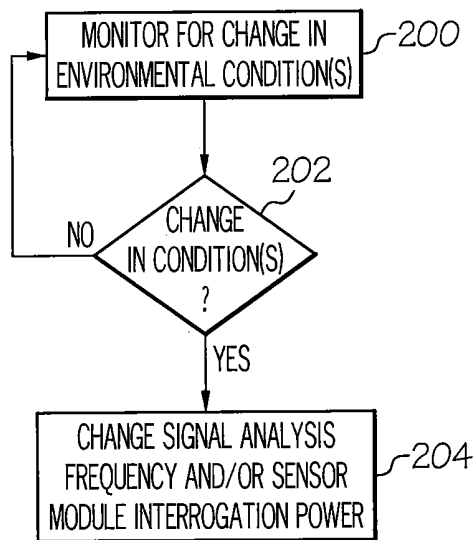 MONITOR FOR CHANGE IN
ENVIRONMENTAL CONDITION(S)
200
202
CHANGE
IN CONDITION(S)
?
NO
YES
CHANGE SIGNAL ANALYSIS
FREQUENCY AND/OR SENSOR
MODULE INTERROGATION POWER
204